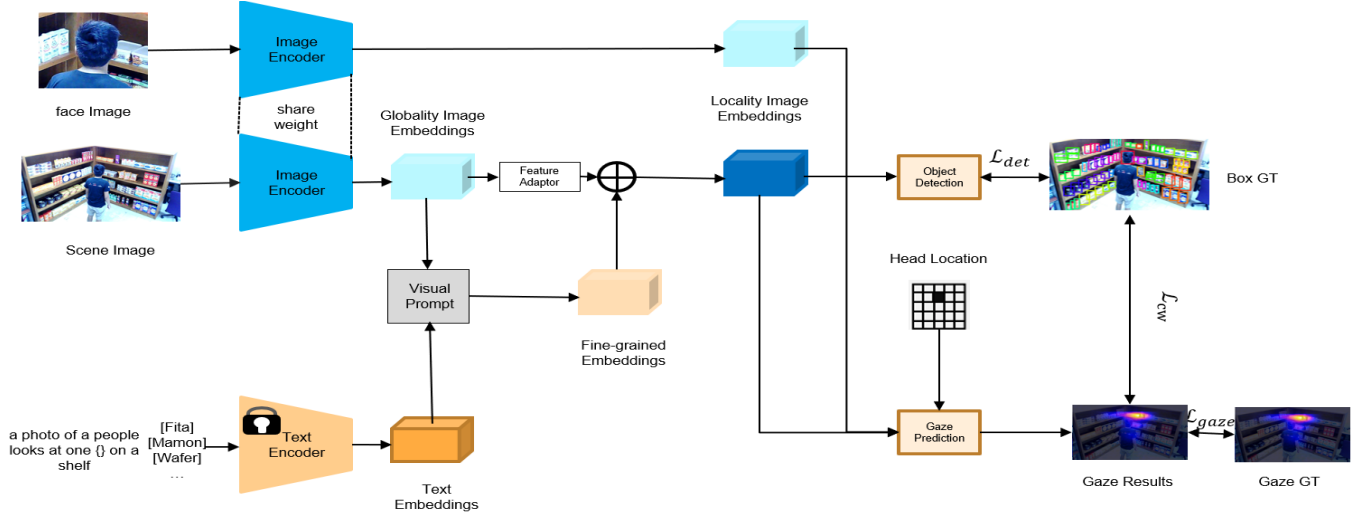 Image
Encoder
face Image
share
weight
Globality Image
Embeddings
Locality Image
Embeddings
Image
Encoder
Feature
Adaptor
Object
Detection
ℒdet
Box GT
Scene Image
Head Location
Visual
Prompt
ℒcw
Fine-grained
Embeddings
a photo of a people
looks at one {} on a
shelf
[Fita]
[Mamon]
[Wafer]
...
Text
Encoder
Gaze
Prediction
ℒgaze
Text
Embeddings
Gaze Results
Gaze GT